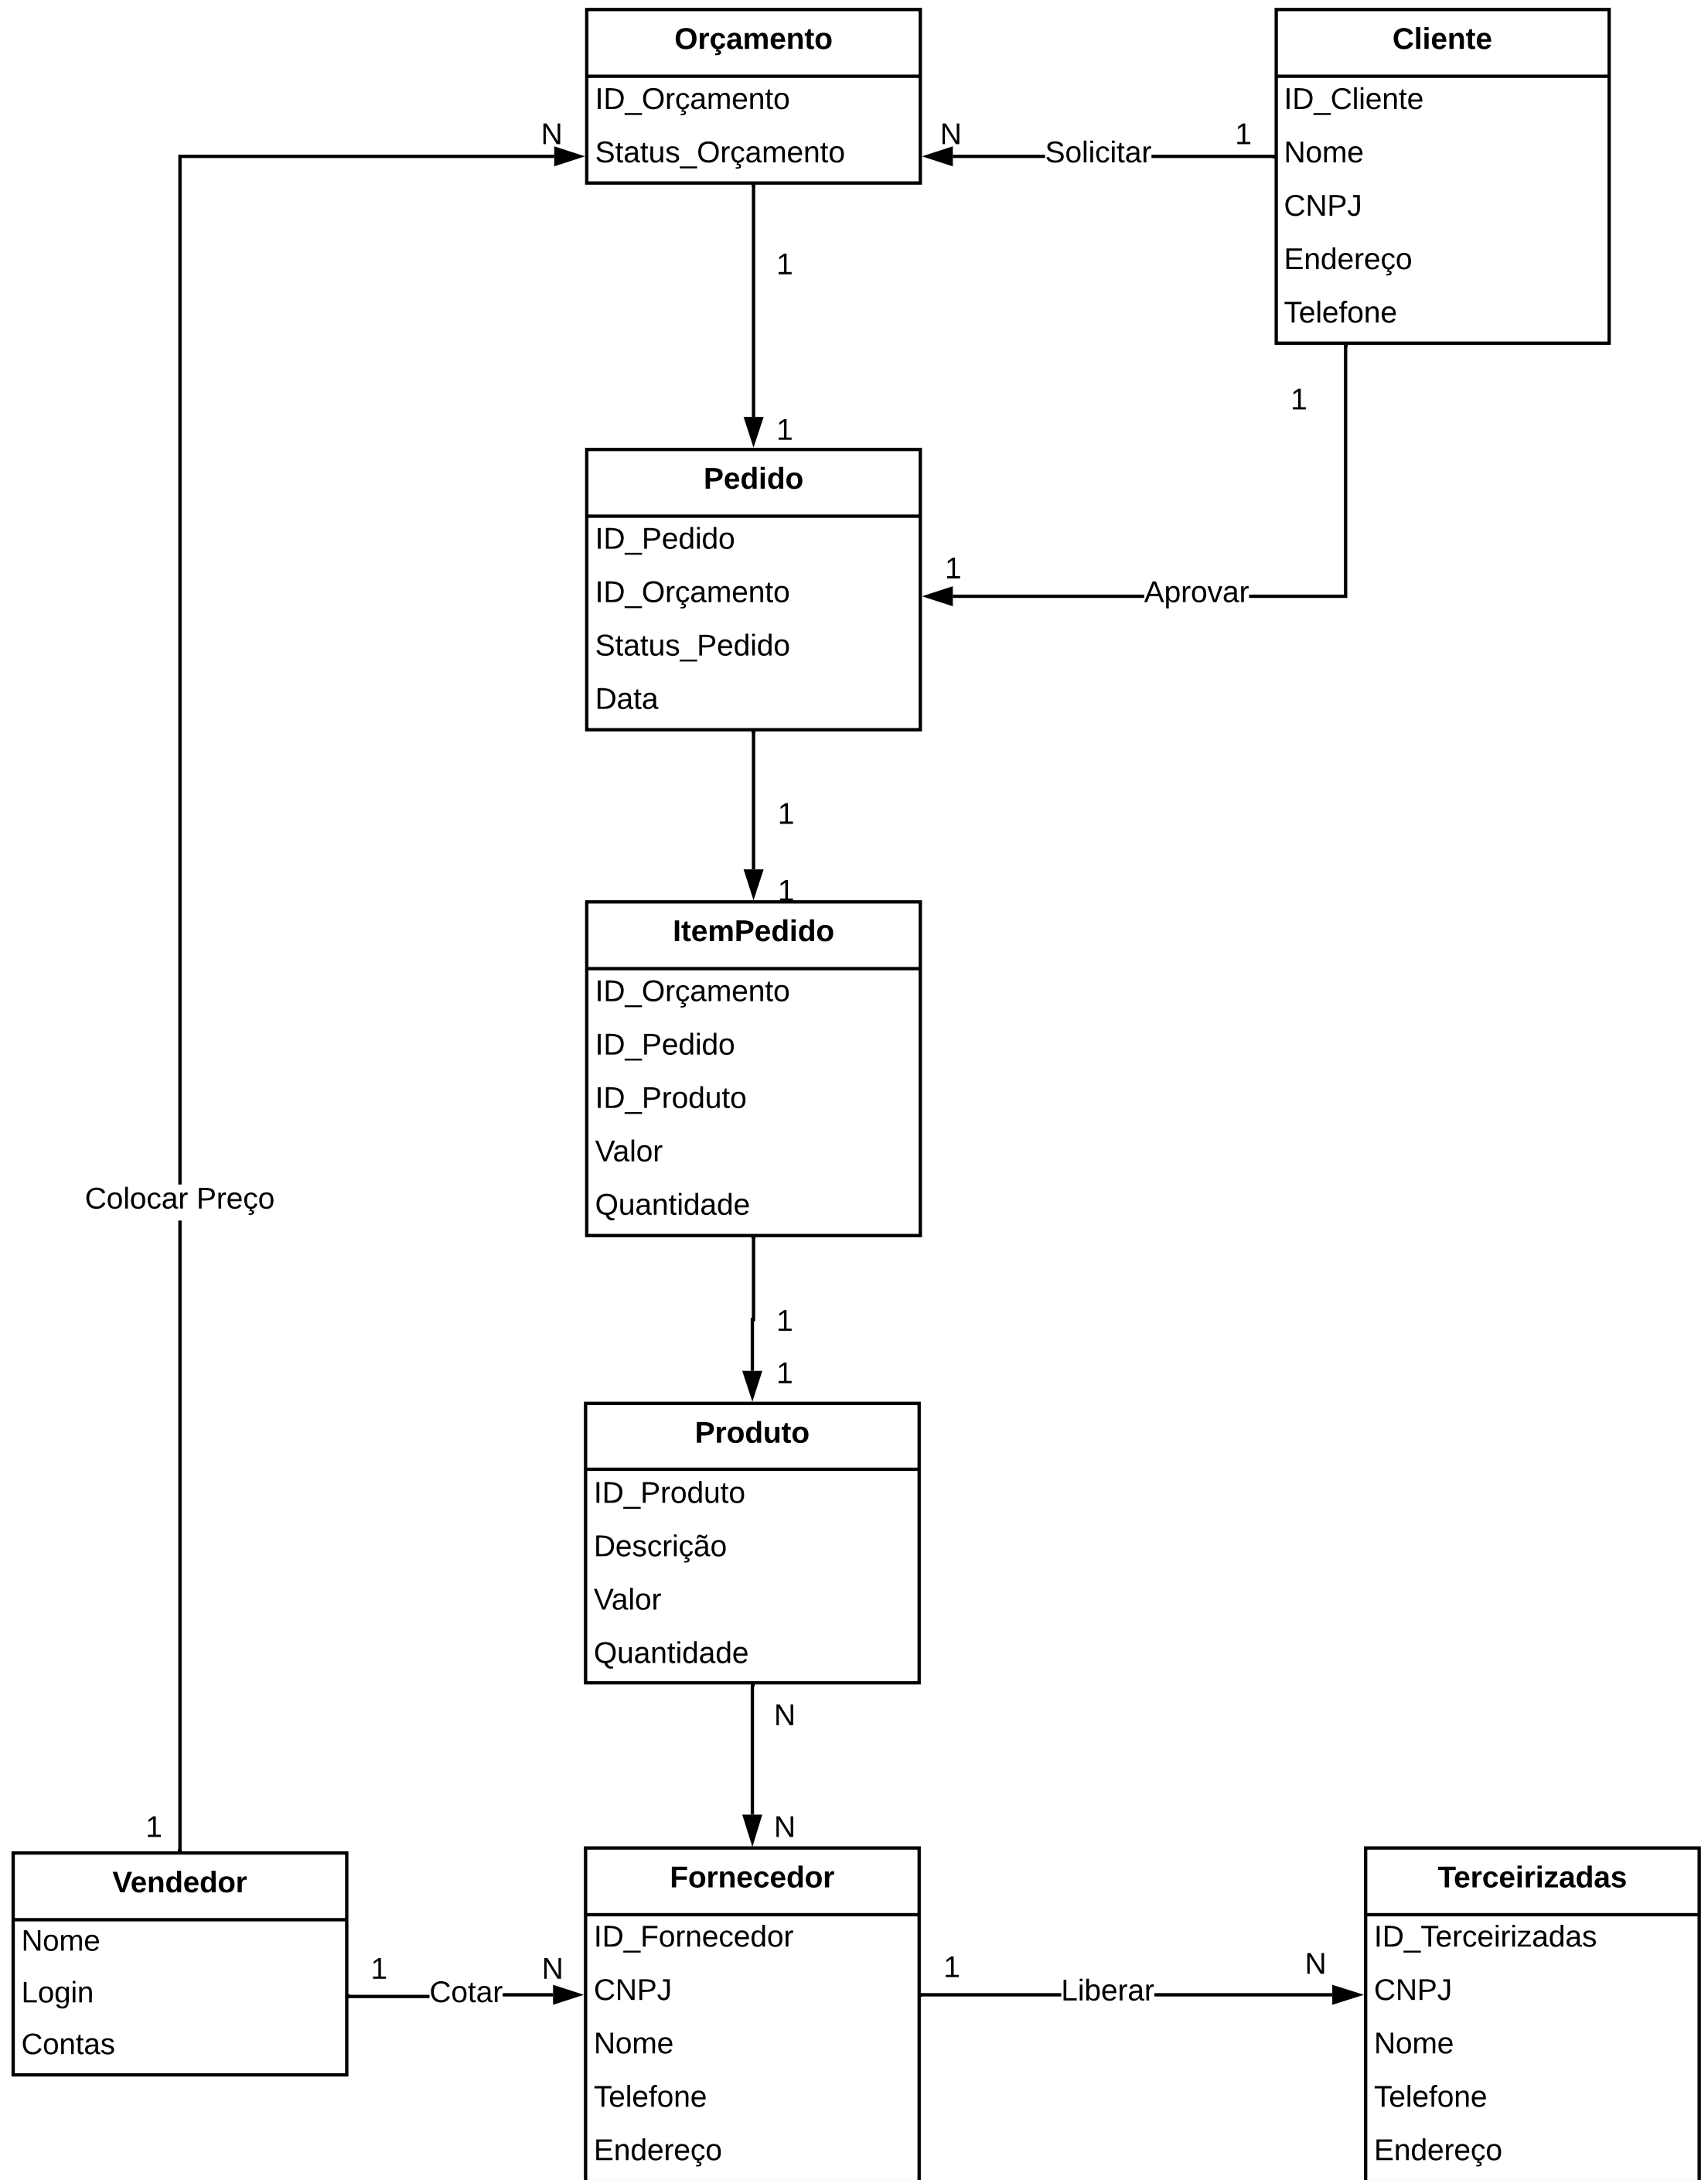 Orçamento
ID_Orçamento
Status_Orçamento
Cliente
ID_Cliente
Nome
CNPJ
Endereço
Telefone
N
N
Solicitar
1
1
1
1
1
Aprovar
Pedido
ID_Pedido
ID_Orçamento
Status_Pedido
Data
1
1
ItemPedido
ID_Orçamento
ID_Pedido
ID_Produto
Valor
Quantidade
Colocar Preço
1
1
Produto
ID_Produto
Descrição
Valor
Quantidade
N
N
1
Vendedor
Nome
Login
Contas
1
Cotar
N
Fornecedor
ID_Fornecedor
CNPJ
Nome
Telefone
Endereço
1
Liberar
N
Terceirizadas
ID_Terceirizadas
CNPJ
Nome
Telefone
Endereço